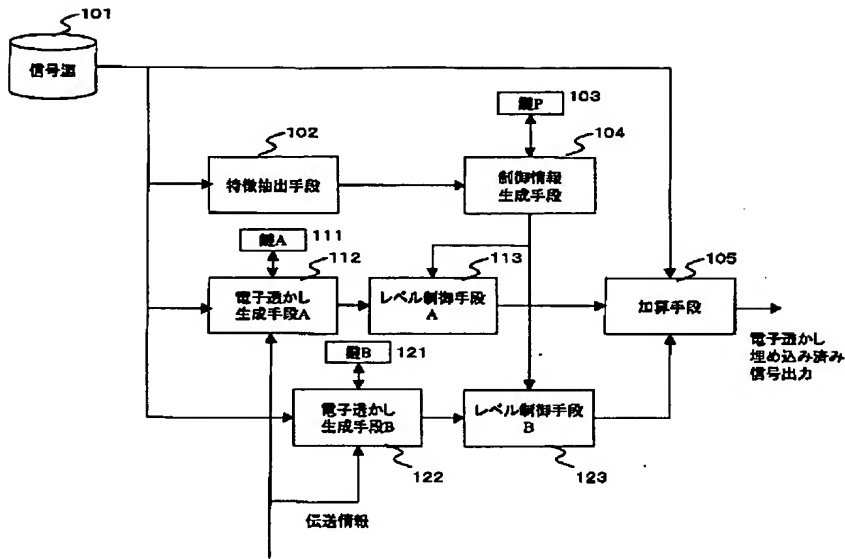 101
信号源
鍵P
103
102
104
特徴抽出手段
制御情報
生成手段
鍵A
111
112
113
105
電子透かし
生成手段A
レベル制御手段
A
加算手段
鍵B
121
電子透かし
埋め込み済み
信号出力
電子透かし
生成手段B
レベル制御手段
B
122
123
伝送情報